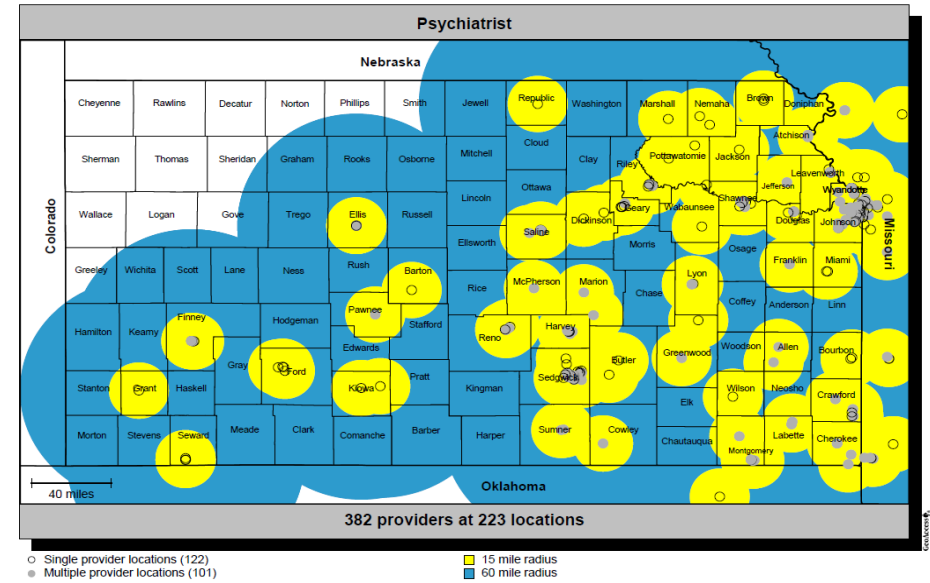 Psychiatrist
Nebraska
Cheyenne Rawlins Decatur Norton Phillips Smith Jewell Republic Washington Marshall Nemaha Brown Doniphan
Atchison
Sherman Thomas Sheridan Graham Rooks Osborne Mitchell Cloud Clay Riley Pottawatomie Jackson
Leavenworth
Jefferson Wyandotte
Wallace Logan Gove Trego Ellis Russell Lincoln Ottawa Dickinson Geary Wabaunsee Shawnee Douglas Johnson
Colorado
Missouri
Ellsworth Saline Morris Osage
Greeley Wichita Scott Lane Ness Rush Barton Rice McPherson Marion Chase Lyon Franklin Miami
Hamilton Kearny Finney Hodgeman Pawnee Stafford Coffey Anderson Linn
Gray Ford Edwards Reno Harvey Butler Greenwood Woodson Allen Bourbon
Stanton Grant Haskell Kiowa Pratt Kingman Sedgwick Elk Wilson Neosho Crawford
Morton Stevens Seward Meade Clark Comanche Barber Harper Sumner Cowley Chautauqua Montgomery Labette Cherokee
40 miles
Oklahoma
382 providers at 223 locations
Single provider locations (122)
Multiple provider locations (101)
15 mile radius
60 mile radius
GeoAccess